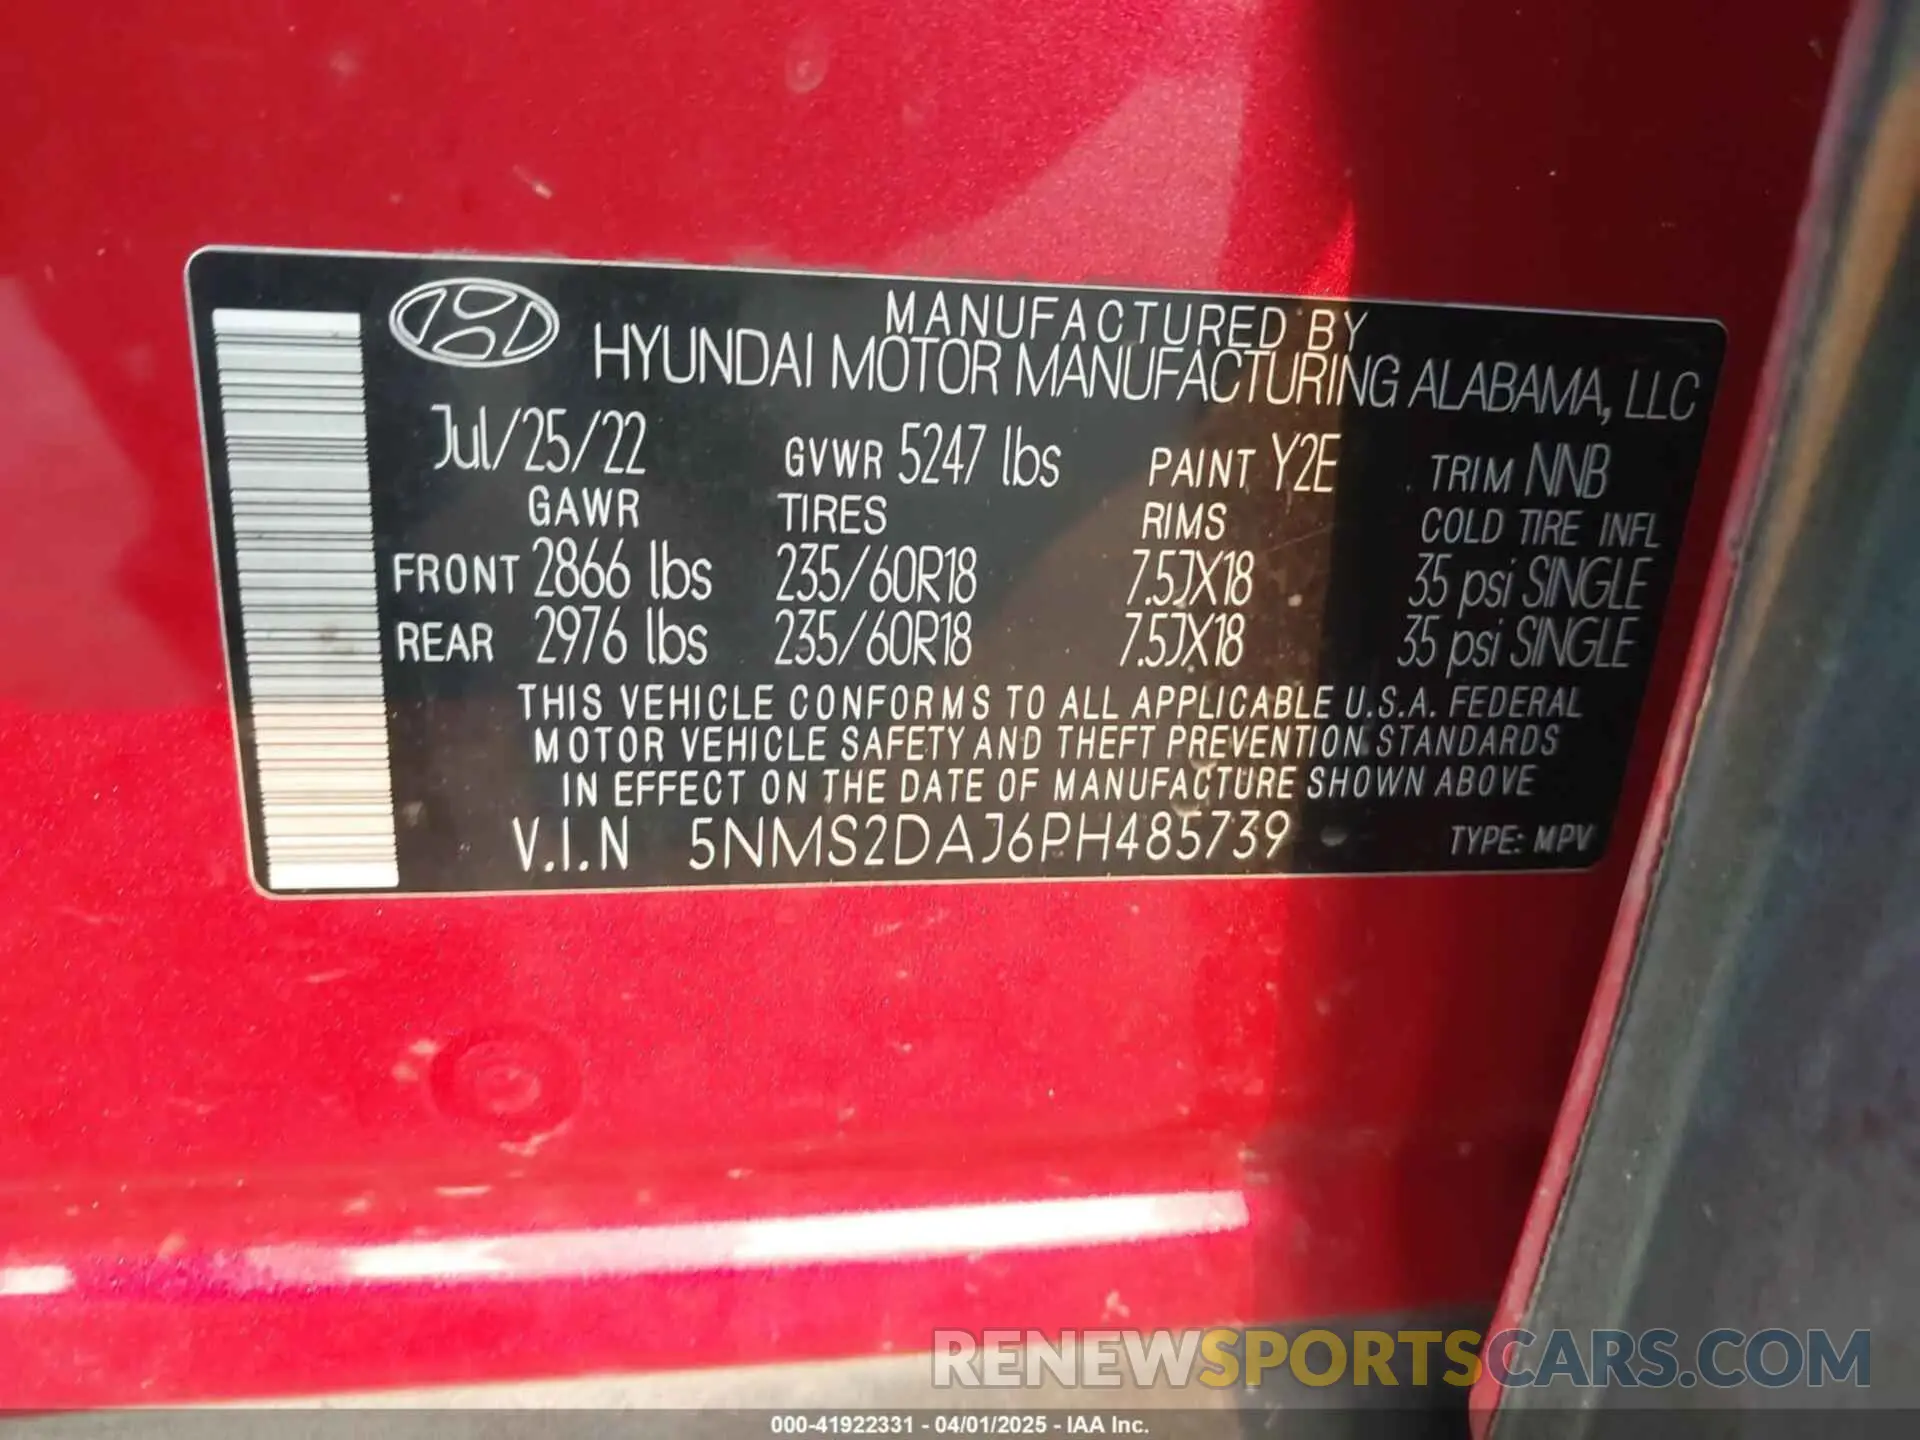 MANUFACTURED BY
HYUNDAI MOTOR MANUFACTURING ALABAMA, LLC
Jul/25/22 GVWR 5247 lbs PAINT Y2E TRIM NNB
GAWR TIRES RIMS COLD TIRE INFL
FRONT 2866 lbs 235/60R18 7.5JX18 35 psi SINGLE
REAR 2976 lbs 235/60R18 7.5JX18 35 psi SINGLE
THIS VEHICLE CONFORMS TO ALL APPLICABLE U.S.A. FEDERAL
MOTOR VEHICLE SAFETY AND THEFT PREVENTION STANDARDS
IN EFFECT ON THE DATE OF MANUFACTURE SHOWN ABOVE
V.I.N 5NMS2DAJ6PH485739 TYPE: MPV
RENEWSPORTSCARS.COM
000-41922331 - 04/01/2025 - IAA Inc.